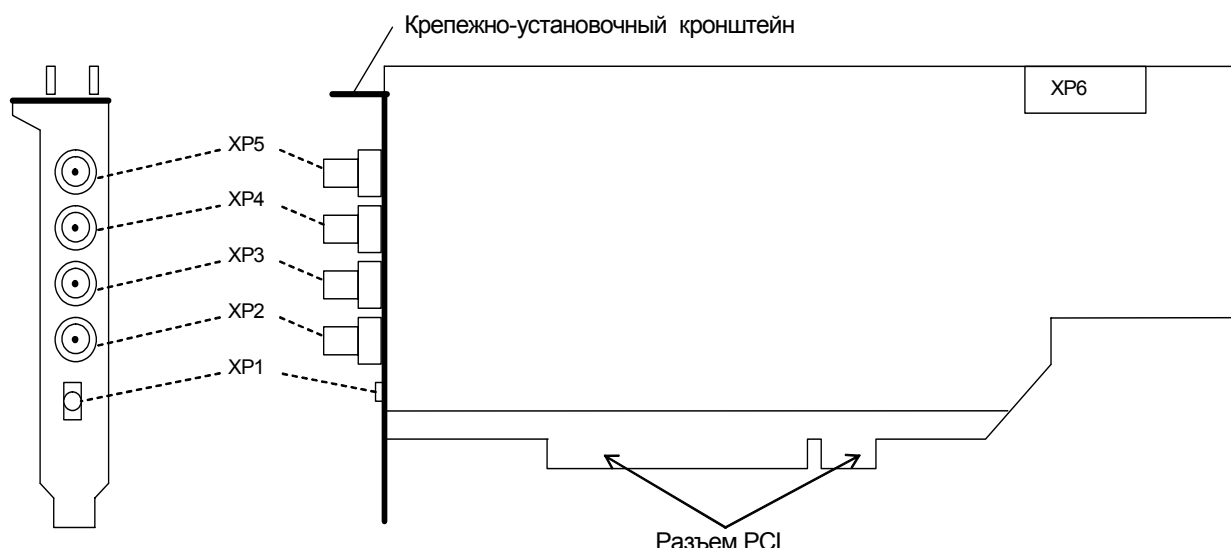 Крепежно-установочный кронштейн
XP6
XP5
XP4
XP3
XP2
XP1
Разъем PCI